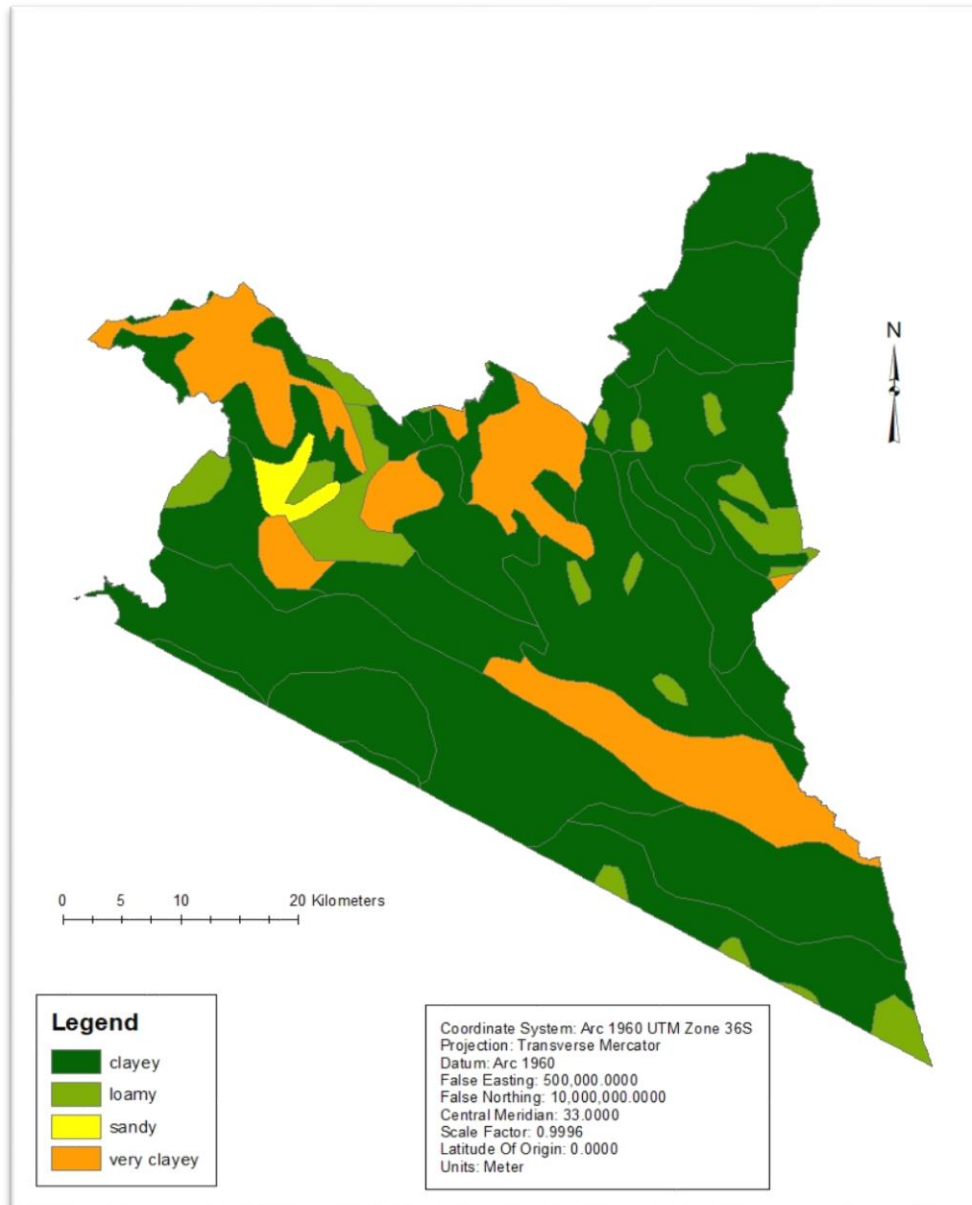 N
0 5 10 20 Kilometers
Legend
clayey
loamy
sandy
very clayey
Coordinate System: Arc 1960 UTM Zone 36S
Projection: Transverse Mercator
Datum: Arc 1960
False Easting: 500,000.0000
False Northing: 10,000,000.0000
Central Meridian: 33.0000
Scale Factor: 0.9996
Latitude Of Origin: 0.0000
Units: Meter